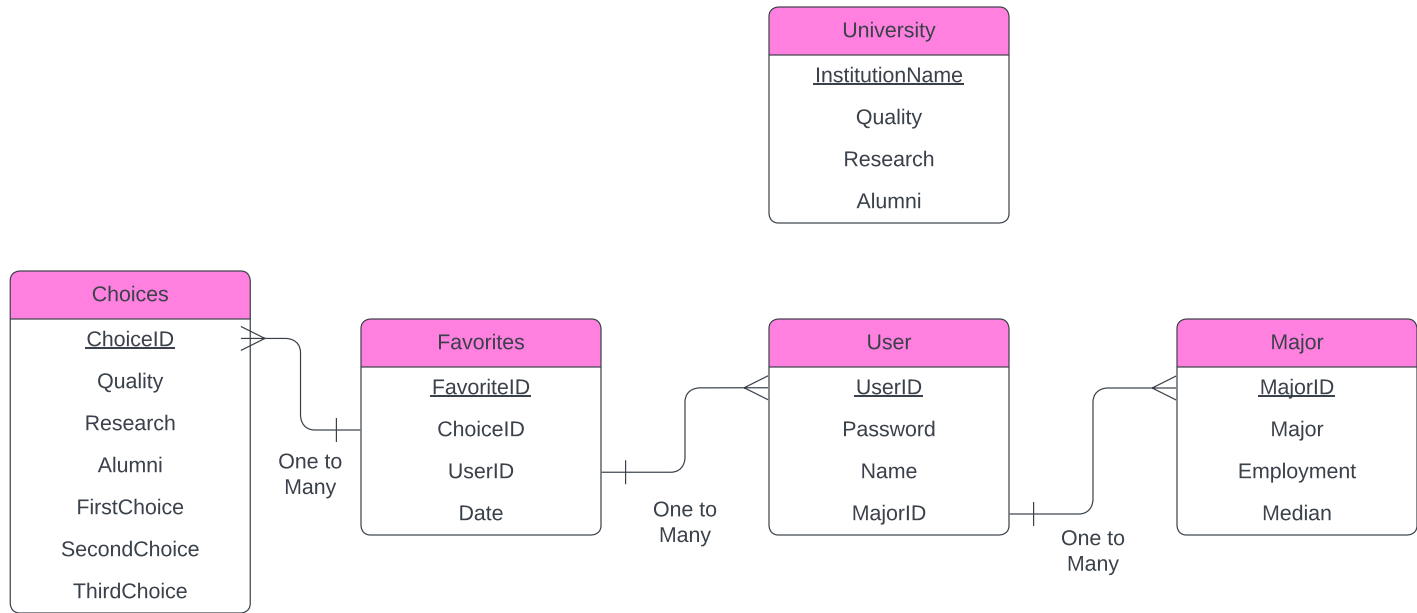 University
InstitutionName
Quality
Research
Alumni
Choices
ChoiceID
Quality
Research
Alumni
FirstChoice
SecondChoice
ThirdChoice
One to
Many
Favorites
FavoriteID
ChoiceID
UserID
Date
One to
Many
User
UserID
Password
Name
MajorID
One to
Many
Major
MajorID
Major
Employment
Median